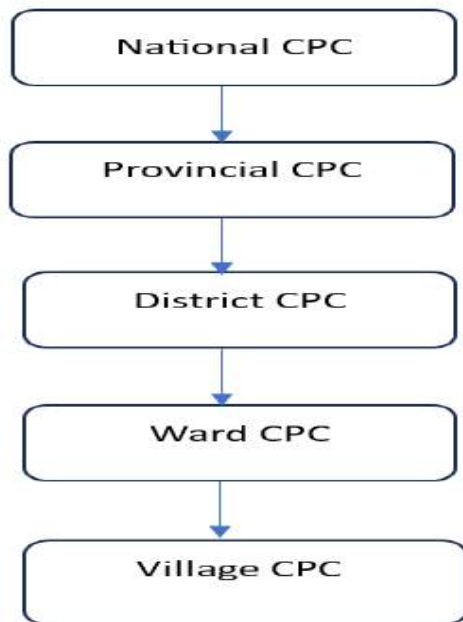 National CPC
Provincial CPC
District CPC
Ward CPC
Village CPC